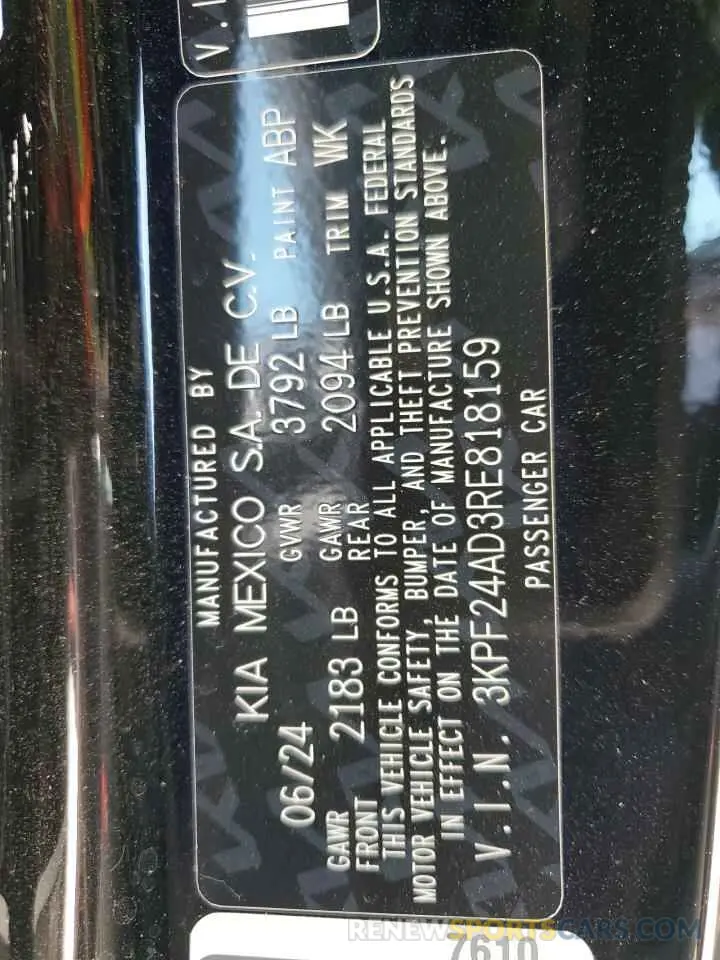 V.I
MANUFACTURED BY
KIA MEXICO S.A. DE C.V.
06/24 GVWR 3792 LB PAINT ABP
GAWR FRONT 2183 LB GAWR REAR 2094 LB TRIM WK
THIS VEHICLE CONFORMS TO ALL APPLICABLE U.S.A. FEDERAL
MOTOR VEHICLE SAFETY, BUMPER, AND THEFT PREVENTION STANDARDS
IN EFFECT ON THE DATE OF MANUFACTURE SHOWN ABOVE.
V.I.N. 3KPF24AD3RE818159
PASSENGER CAR
7610
RENEWSPORTSCARS.COM